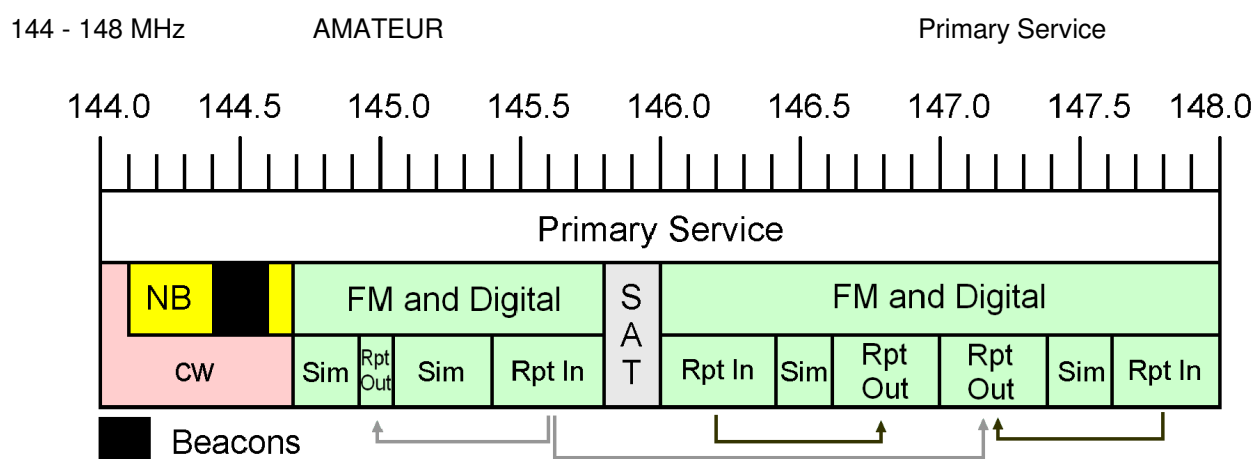 144 - 148 MHz AMATEUR Primary Service
144.0 144.5 145.0 145.5 146.0 146.5 147.0 147.5 148.0
Primary Service
NB FM and Digital SAT FM and Digital
CW Sim Rpt Out Sim Rpt In Rpt In Sim Rpt Out Rpt Out Sim Rpt In
Beacons